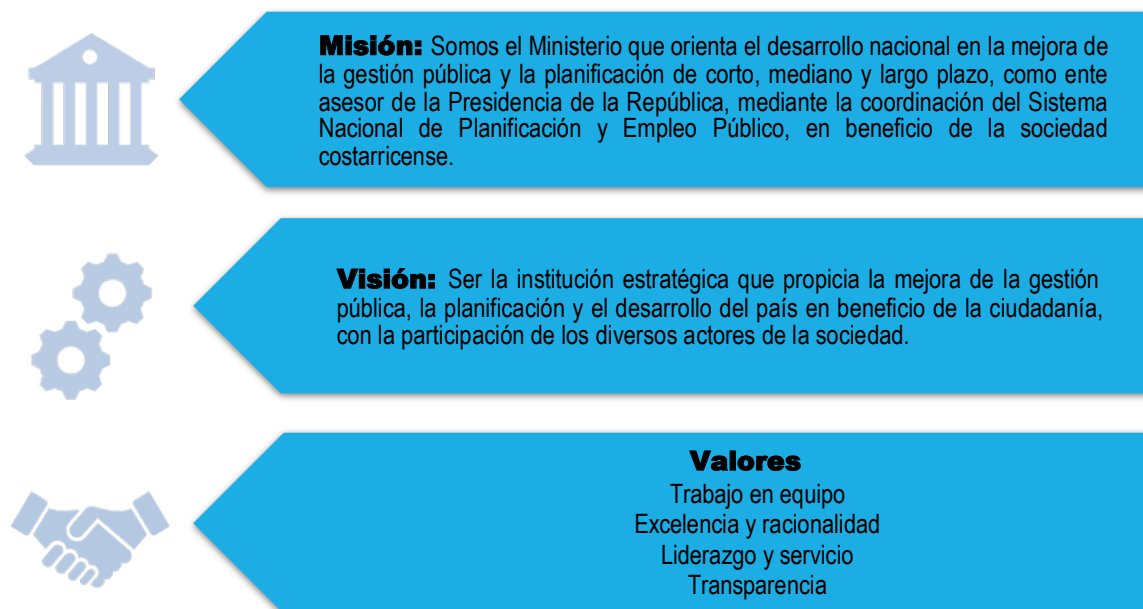 Misión: Somos el Ministerio que orienta el desarrollo nacional en la mejora de
la gestión pública y la planificación de corto, mediano y largo plazo, como ente
asesor de la Presidencia de la República, mediante la coordinación del Sistema
Nacional de Planificación y Empleo Público, en beneficio de la sociedad
costarricense.
Visión: Ser la institución estratégica que propicia la mejora de la gestión
pública, la planificación y el desarrollo del país en beneficio de la ciudadanía,
con la participación de los diversos actores de la sociedad.
Valores
Trabajo en equipo
Excelencia y racionalidad
Liderazgo y servicio
Transparencia